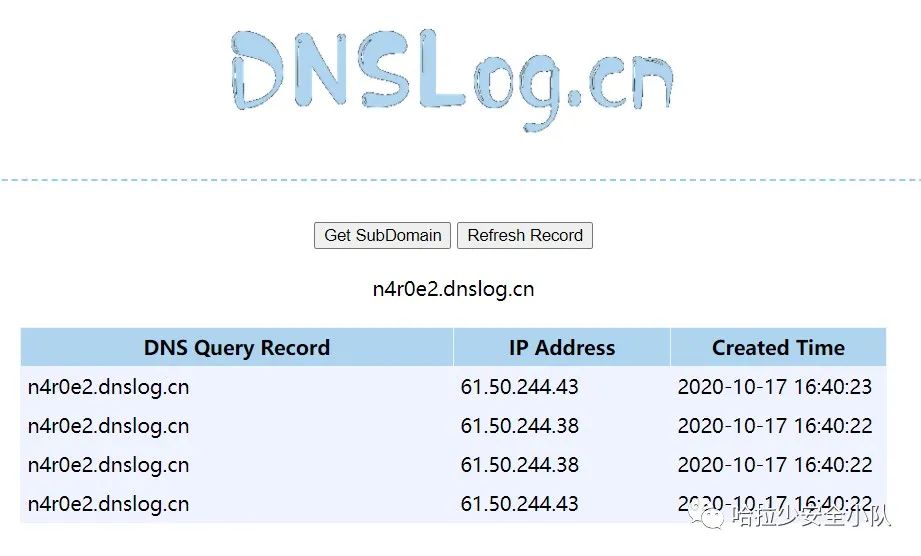 DNSLog.cn
Get SubDomain Refresh Record
n4r0e2.dnslog.cn
DNS Query Record IP Address Created Time
n4r0e2.dnslog.cn 61.50.244.43 2020-10-17 16:40:23
n4r0e2.dnslog.cn 61.50.244.38 2020-10-17 16:40:22
n4r0e2.dnslog.cn 61.50.244.38 2020-10-17 16:40:22
n4r0e2.dnslog.cn 61.50.244.43 2020-10-17 16:40:22
哈拉少安全小队